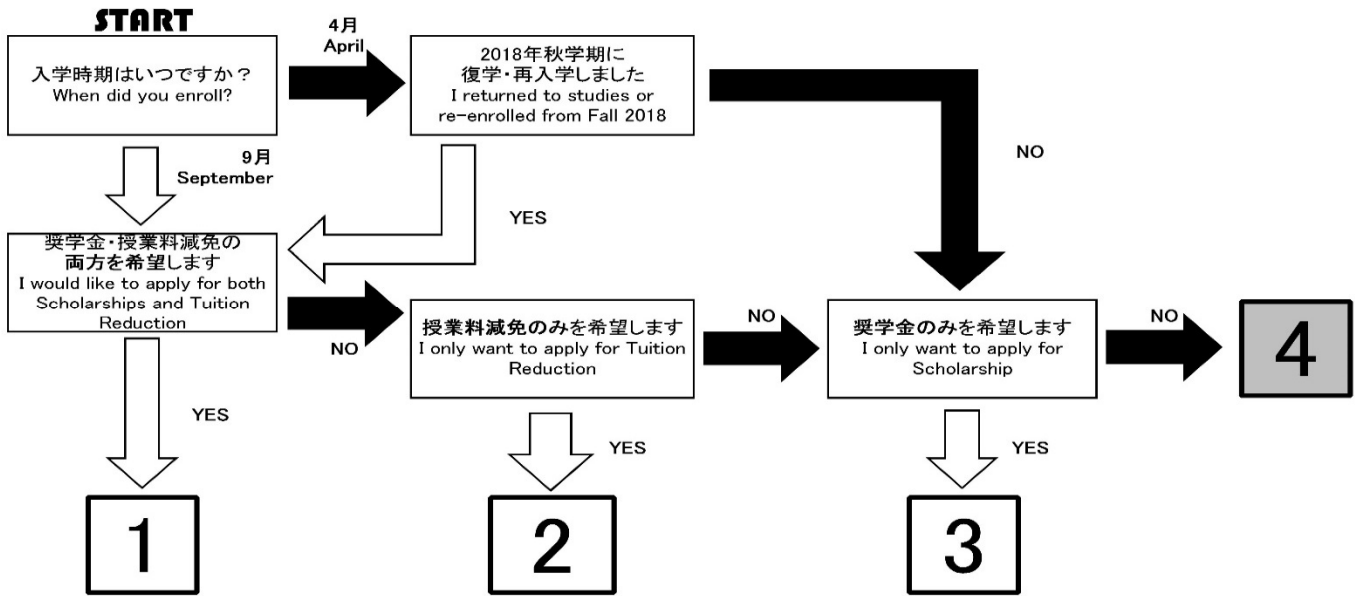 START
入学時期はいつですか？
When did you enroll?
4月
April
2018年秋学期に
復学・再入学しました
I returned to studies or
re-enrolled from Fall 2018
NO
9月
September
YES
奨学金・授業料減免の
両方を希望します
I would like to apply for both
Scholarships and Tuition
Reduction
NO
授業料減免のみを希望します
I only want to apply for Tuition
Reduction
NO
奨学金のみを希望します
I only want to apply for
Scholarship
NO
4
YES
YES
YES
1
2
3